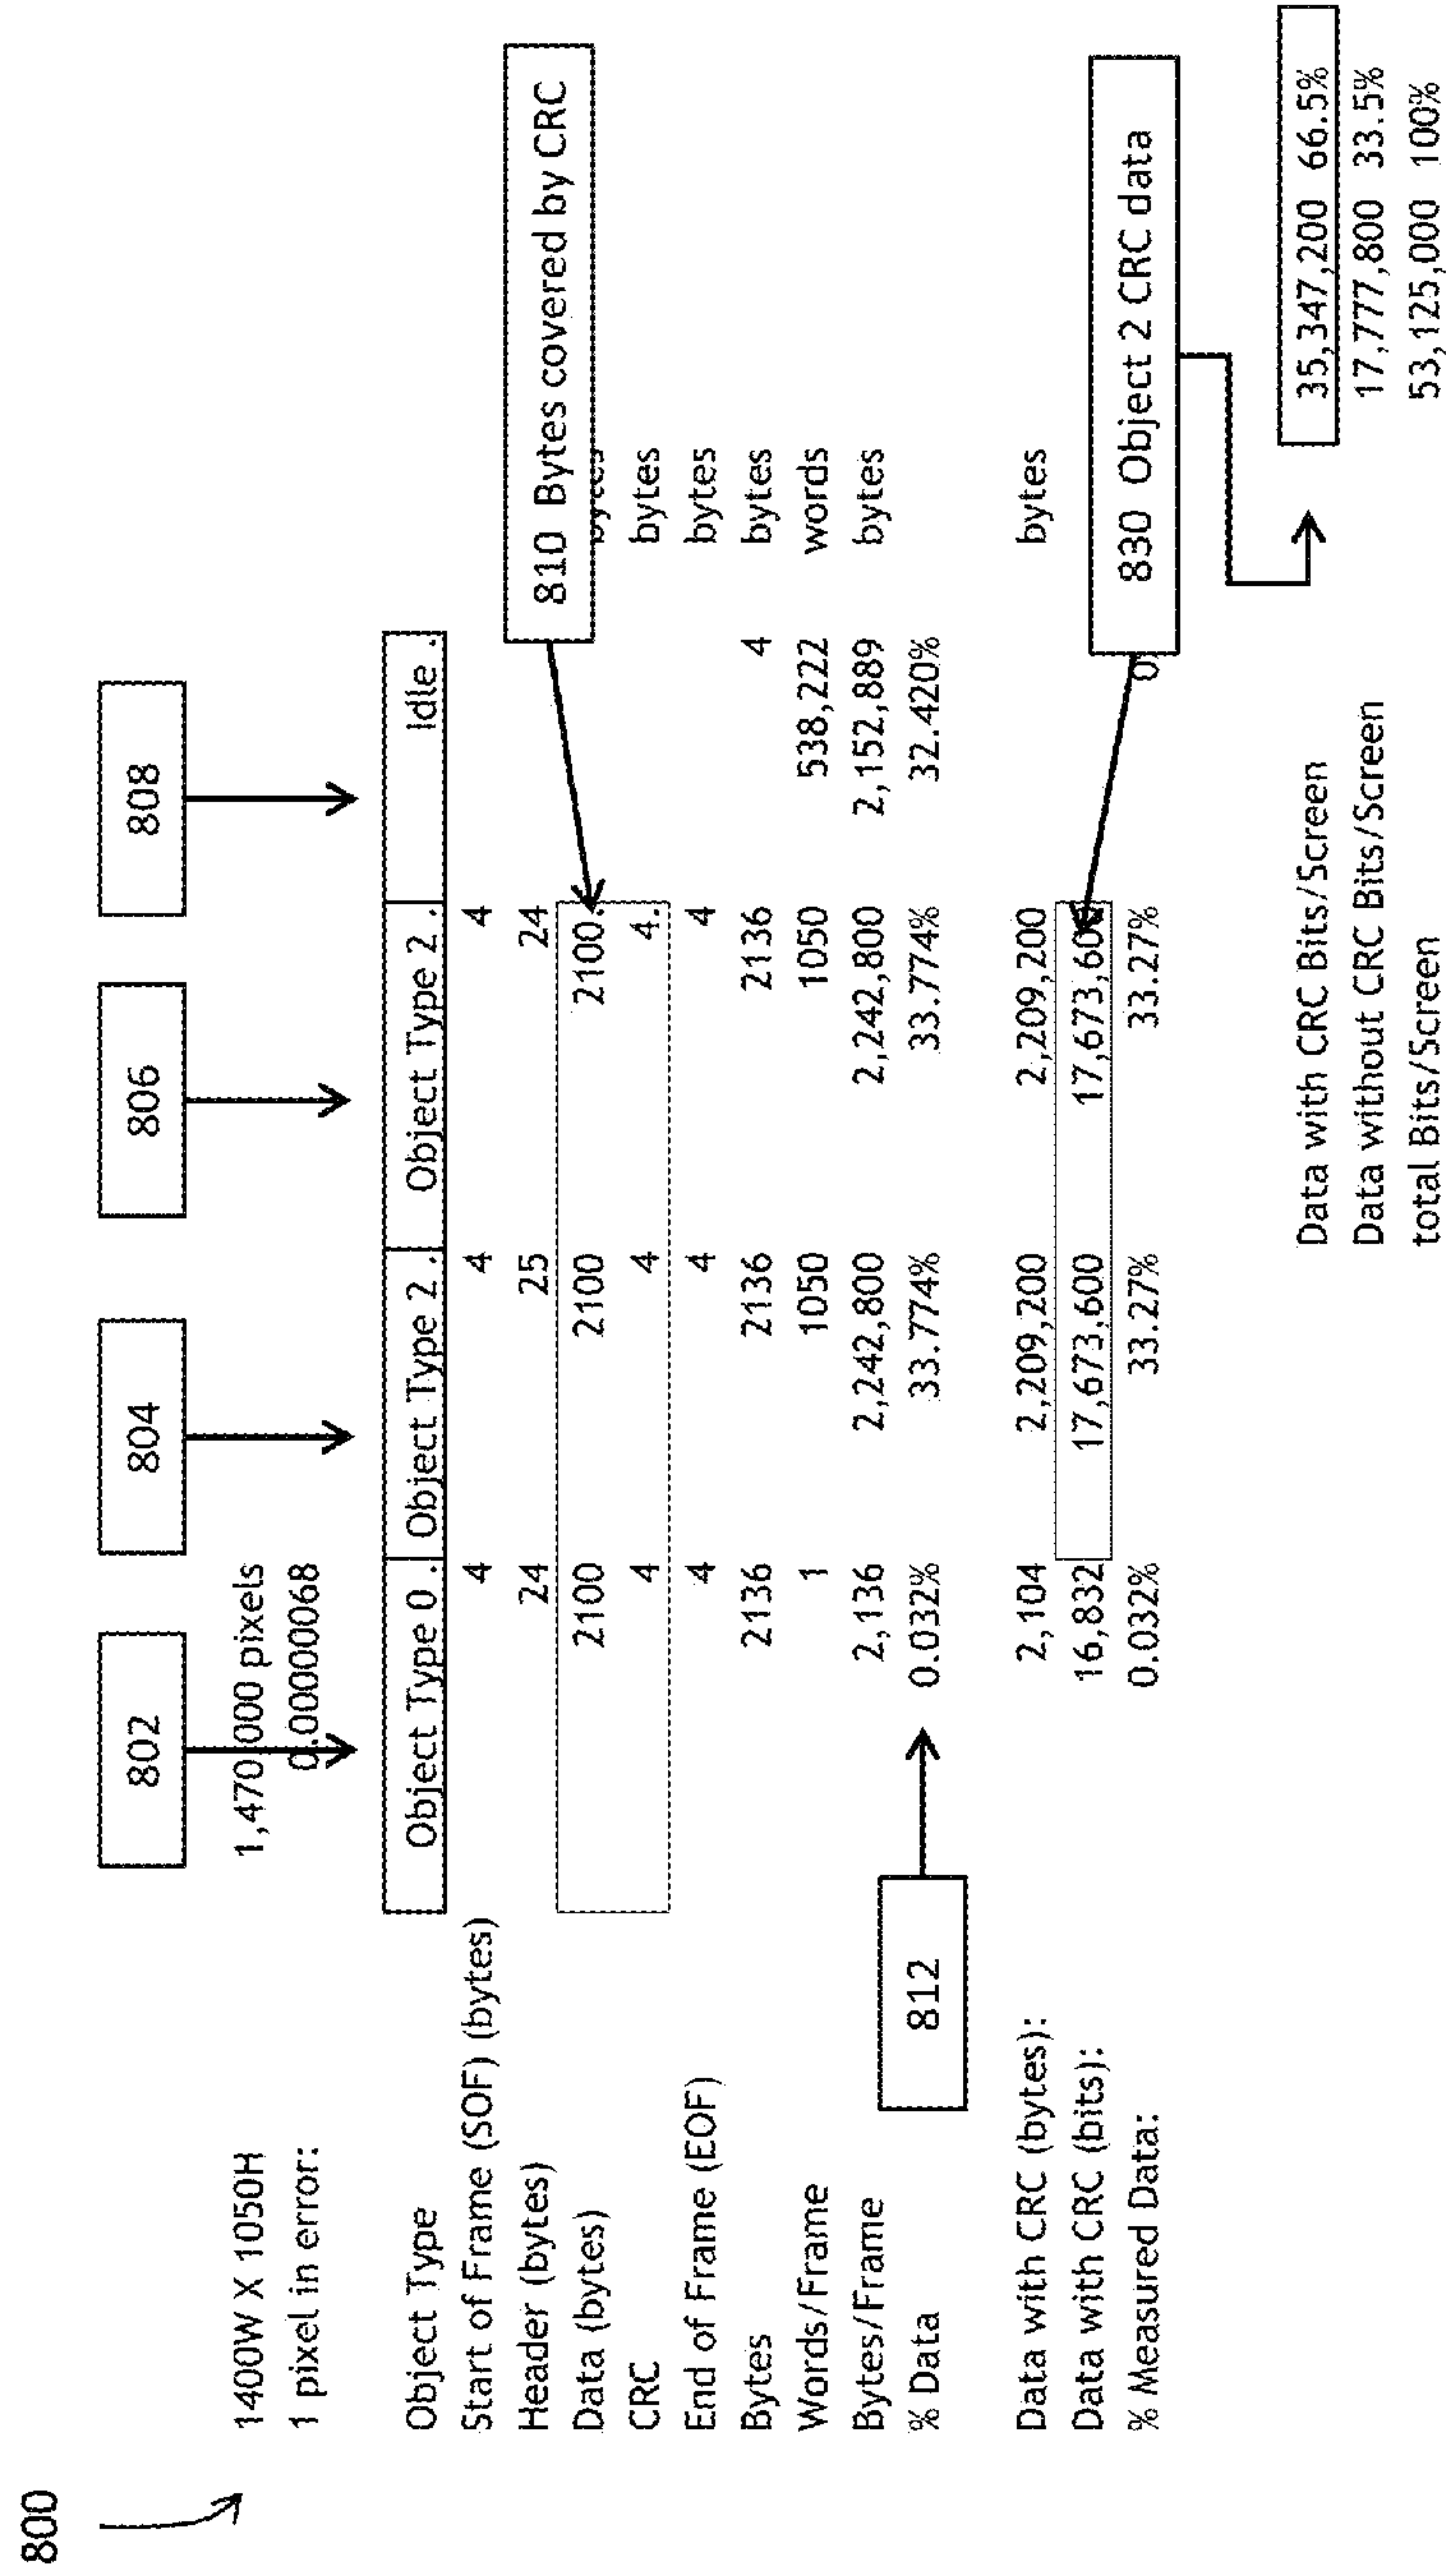 800
802 804 806 808
1400W X 1050H 1,470,000 pixels
1 pixel in error: 0.00000068
Object Type Object Type 0 . Object Type 2 . Object Type 2 . Idle .
Start of Frame (SOF) (bytes) 4 4 4
Header (bytes) 24 25 24
810 Bytes covered by CRC
Data (bytes) 2100 2100 2100. bytes
CRC 4 4 4. bytes
End of Frame (EOF) 4 4 4 bytes
Bytes 2136 2136 2136 4 bytes
Words/Frame 1 1050 1050 538,222 words
Bytes/Frame 2,136 2,242,800 2,242,800 2,152,889 bytes
% Data 0.032% 33.774% 33.774% 32.420%
812
Data with CRC (bytes): 2,104 2,209,200 2,209,200 bytes
Data with CRC (bits): 16,832 17,673,600 17,673,600
% Measured Data: 0.032% 33.27% 33.27% 0
830 Object 2 CRC data
Data with CRC Bits/Screen 35,347,200 66.5%
Data without CRC Bits/Screen 17,777,800 33.5%
total Bits/Screen 53,125,000 100%